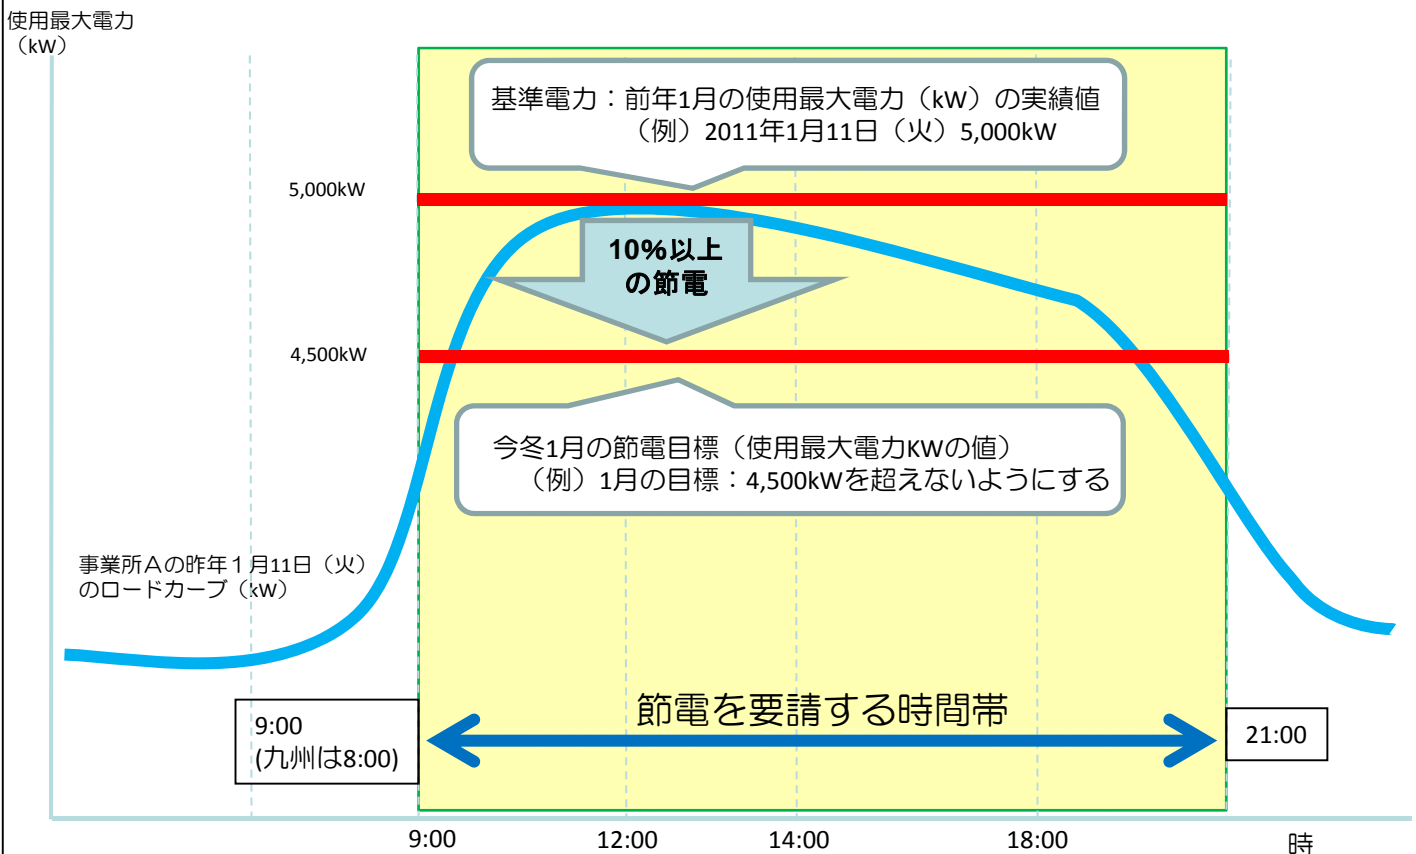 使用最大電力
（kW）
基準電力：前年1月の使用最大電力（kW）の実績値
（例）2011年1月11日（火）5,000kW
5,000kW
10%以上
の節電
4,500kW
今冬1月の節電目標（使用最大電力KWの値）
（例）1月の目標：4,500kWを超えないようにする
事業所Ａの昨年１月11日（火）
のロードカーブ（kW）
節電を要請する時間帯
9:00
(九州は8:00)
21:00
9:00
12:00
14:00
18:00
時